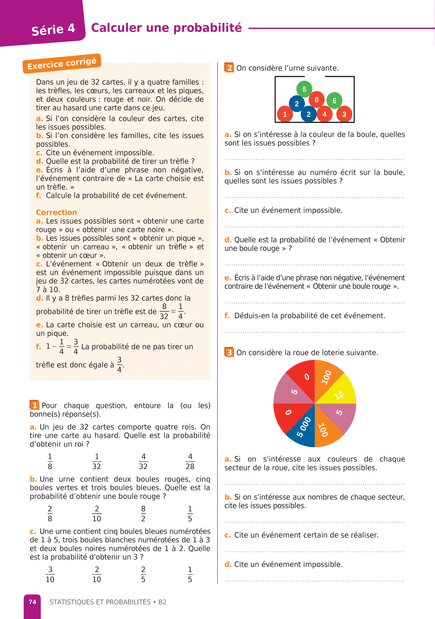 Série 4
Calculer une probabilité
Exercice corrigé
Dans un jeu de 32 cartes, il y a quatre familles :
les trèfles, les cœurs, les carreaux et les piques,
et deux couleurs : rouge et noir. On décide de
tirer au hasard une carte dans ce jeu.
a. Si l’on considère la couleur des cartes, cite
les issues possibles.
b. Si l’on considère les familles, cite les issues
possibles.
c. Cite un événement impossible.
d. Quelle est la probabilité de tirer un trèfle ?
e. Écris à l’aide d’une phrase non négative,
l’événement contraire de « La carte choisie est
un trèfle. »
f. Calcule la probabilité de cet événement.
Correction
a. Les issues possibles sont « obtenir une carte
rouge » ou « obtenir une carte noire ».
b. Les issues possibles sont « obtenir un pique »,
« obtenir un carreau », « obtenir un trèfle » et
« obtenir un cœur ».
c. L’événement « Obtenir un deux de trèfle »
est un événement impossible puisque dans un
jeu de 32 cartes, les cartes numérotées vont de
7 à 10.
d. Il y a 8 trèfles parmi les 32 cartes donc la
probabilité de tirer un trèfle est de 8/32 = 1/4.
e. La carte choisie est un carreau, un cœur ou
un pique.
f. 1 − 1/4 = 3/4 La probabilité de ne pas tirer un
trèfle est donc égale à 3/4.
1 Pour chaque question, entoure la (ou les)
bonne(s) réponse(s).
a. Un jeu de 32 cartes comporte quatre rois. On
tire une carte au hasard. Quelle est la probabilité
d’obtenir un roi ?
1/8 1/32 4/32 4/28
b. Une urne contient deux boules rouges, cinq
boules vertes et trois boules bleues. Quelle est la
probabilité d’obtenir une boule rouge ?
2/8 2/10 8/2 1/5
c. Une urne contient cinq boules bleues numérotées
de 1 à 5, trois boules blanches numérotées de 1 à 3
et deux boules noires numérotées de 1 à 2. Quelle
est la probabilité d’obtenir un 3 ?
3/10 2/10 2/5 1/5
2 On considère l’urne suivante.
5
8
2
6
1
2
4
3
a. Si on s’intéresse à la couleur de la boule, quelles
sont les issues possibles ?
b. Si on s’intéresse au numéro écrit sur la boule,
quelles sont les issues possibles ?
c. Cite un événement impossible.
d. Quelle est la probabilité de l’événement « Obtenir
une boule rouge » ?
e. Écris à l’aide d’une phrase non négative, l’événement
contraire de l’événement « Obtenir une boule rouge ».
f. Déduis-en la probabilité de cet événement.
3 On considère la roue de loterie suivante.
0
100
10
5
100
5 000
0
5
a. Si on s’intéresse aux couleurs de chaque
secteur de la roue, cite les issues possibles.
b. Si on s’intéresse aux nombres de chaque secteur,
cite les issues possibles.
c. Cite un événement certain de se réaliser.
d. Cite un événement impossible.
74 STATISTIQUES ET PROBABILITÉS • B2